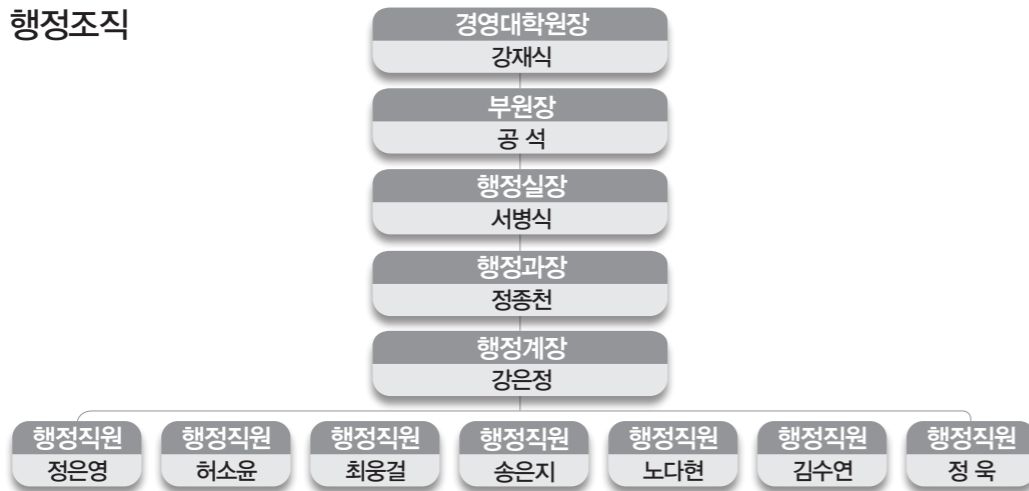 행정조직
경영대학원장
강재식
부원장
공 석
행정실장
서병식
행정과장
정종천
행정계장
강은정
행정직원 행정직원 행정직원 행정직원 행정직원 행정직원 행정직원
정은영 허소윤 최웅걸 송은지 노다현 김수연 정 욱